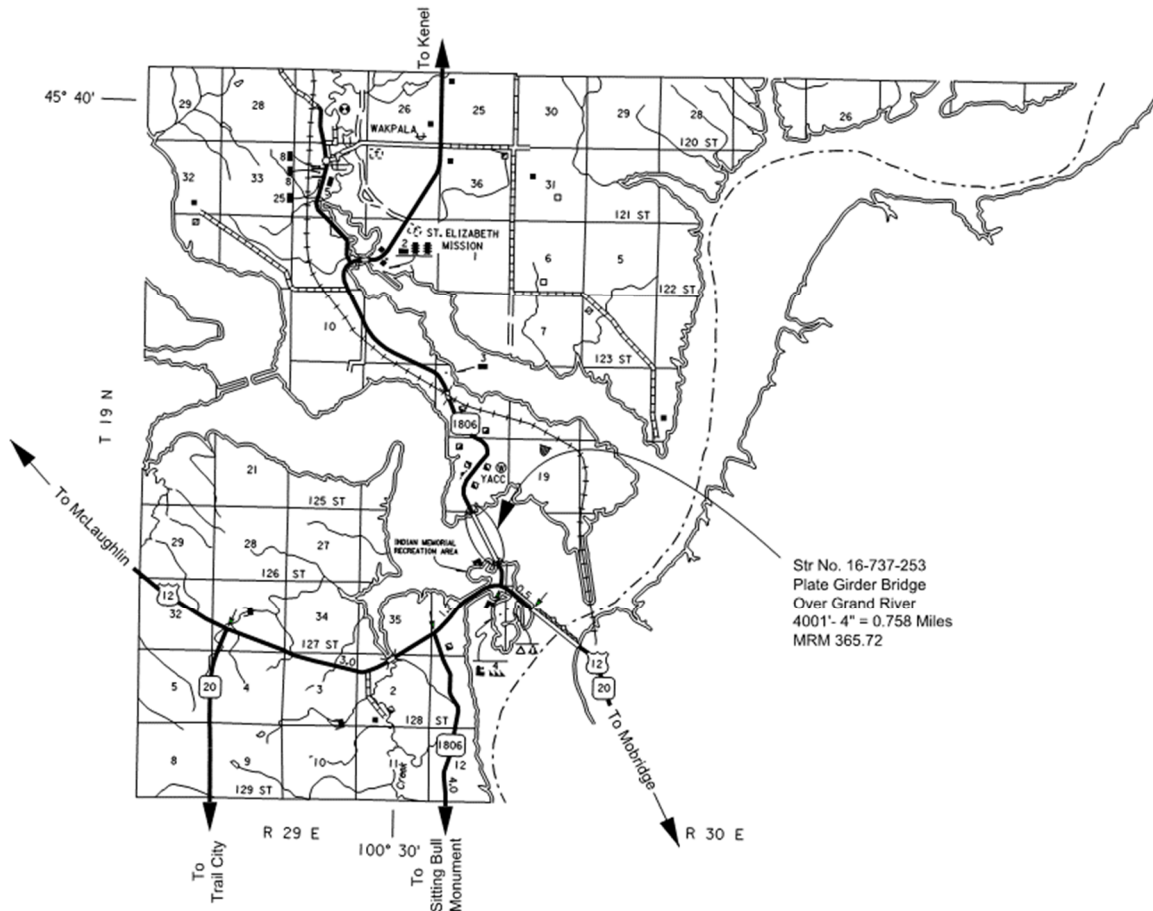 To Kenel
45° 40'
29
28
26
25
30
29
28
26
WAKPALA
120 ST
8
32
33
8
5
36
31
25
121 ST
ST. ELIZABETH
MISSION
2
1
6
5
122 ST
10
7
123 ST
3
T 19 N
1806
21
YACC
19
125 ST
To McLaughlin
INDIAN MEMORIAL
RECREATION AREA
29
28
27
126 ST
Str No. 16-737-253
Plate Girder Bridge
Over Grand River
4001'- 4" = 0.758 Miles
MRM 365.72
12
32
34
35
0.5
127 ST
3.0
4
12
20
5
20
4
3
2
128 ST
To Mobridge
1806
8
9
10
11
12
Creek
4.0
129 ST
R 29 E
100° 30'
R 30 E
To
Trail City
To
Sitting Bull
Monument